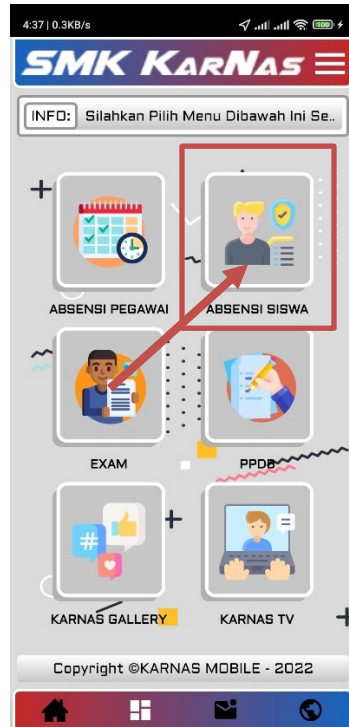 4:37 | 0.3KB/s
100
SMK KARNAS
INFO: Silahkan Pilih Menu Dibawah Ini Se..
ABSENSI PEGAWAI
ABSENSI SISWA
EXAM
PPDB
KARNAS GALLERY
KARNAS TV
Copyright ©KARNAS MOBILE - 2022